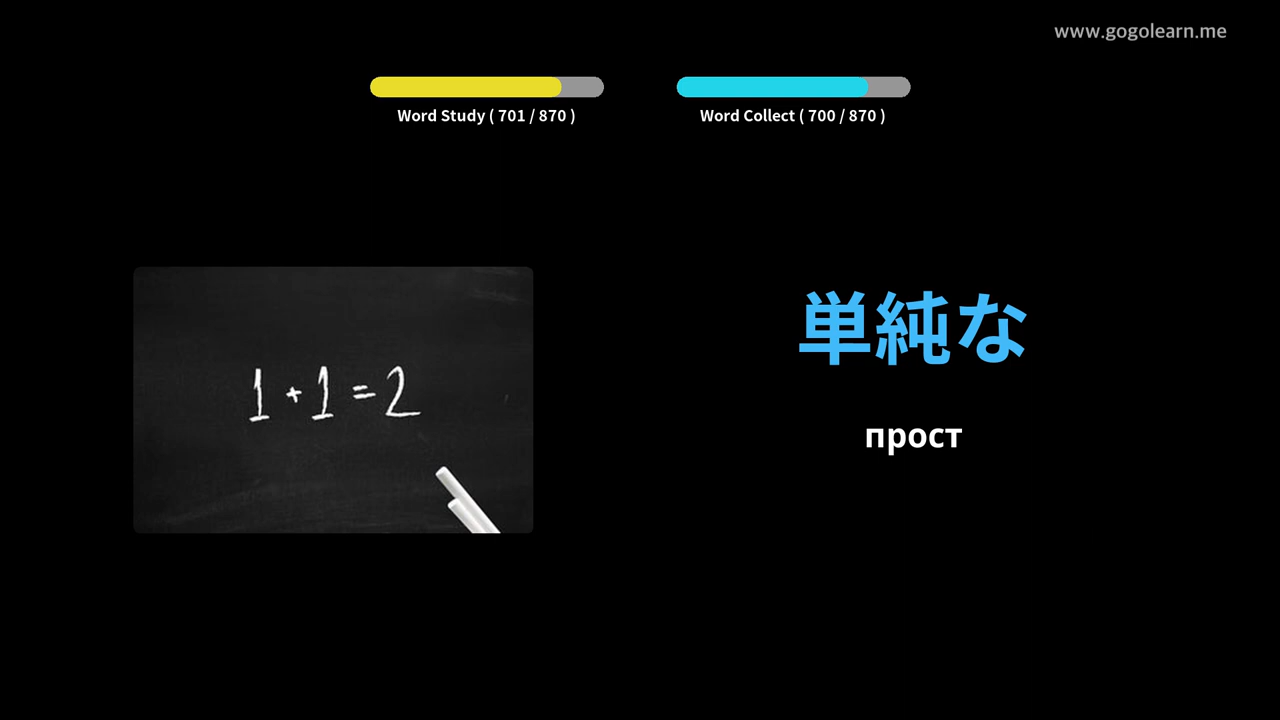 www.gogolearn.me
Word Study ( 701 / 870 )
Word Collect ( 700 / 870 )
1 + 1 = 2
単純な
прост